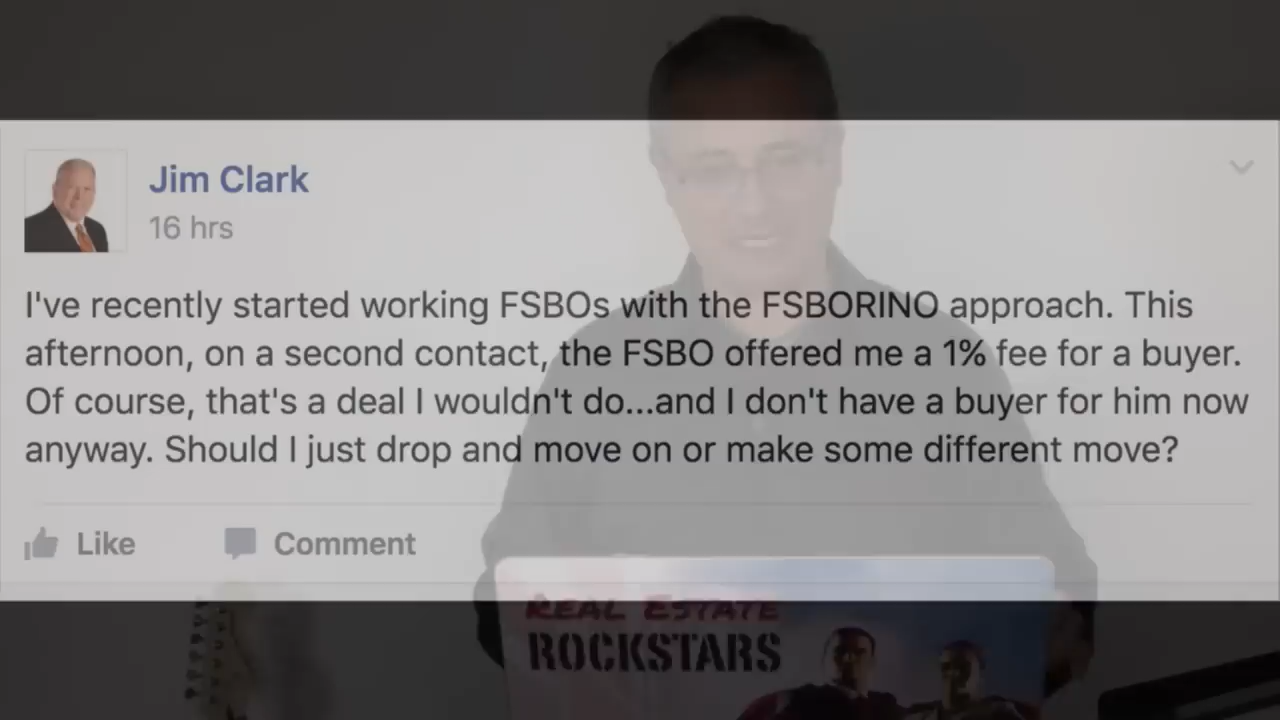 Jim Clark
16 hrs
I've recently started working FSBOs with the FSBORINO approach. This
afternoon, on a second contact, the FSBO offered me a 1% fee for a buyer.
Of course, that's a deal I wouldn't do...and I don't have a buyer for him now
anyway. Should I just drop and move on or make some different move?
Like Comment
REAL ESTATE
ROCKSTARS